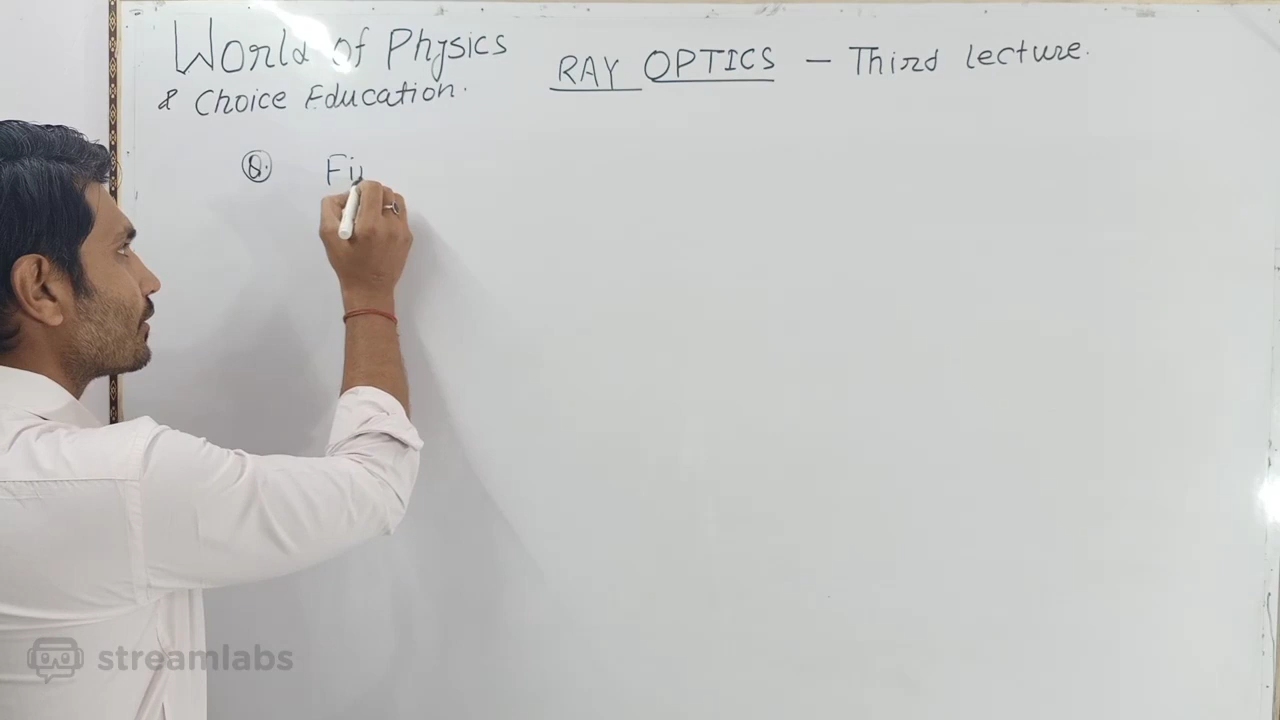 World of Physics
& Choice Education.
RAY OPTICS – Third lecture.
Q. Fi
streamlabs